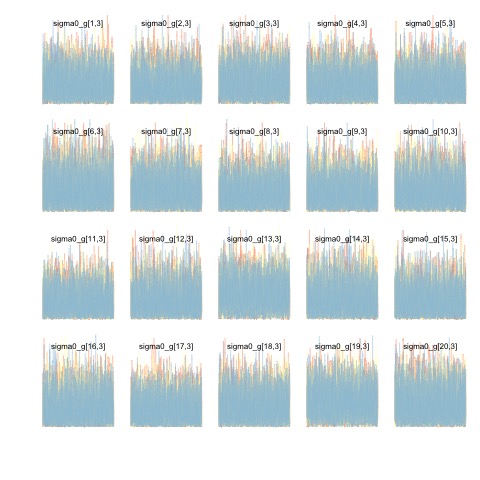 sigma0_g[1,3] sigma0_g[2,3] sigma0_g[3,3] sigma0_g[4,3] sigma0_g[5,3]
sigma0_g[6,3] sigma0_g[7,3] sigma0_g[8,3] sigma0_g[9,3] sigma0_g[10,3]
sigma0_g[11,3] sigma0_g[12,3] sigma0_g[13,3] sigma0_g[14,3] sigma0_g[15,3]
sigma0_g[16,3] sigma0_g[17,3] sigma0_g[18,3] sigma0_g[19,3] sigma0_g[20,3]